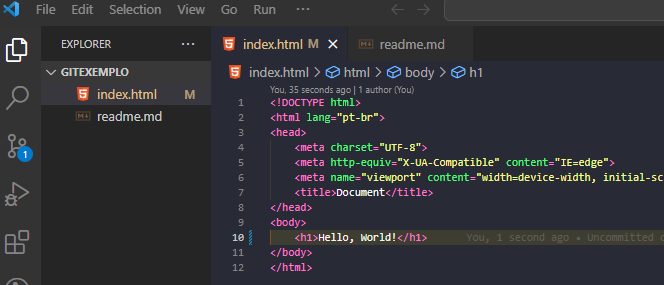 File Edit Selection View Go Run ···
EXPLORER ···
GITEXEMPLO
index.html M
readme.md
1
index.html M ×
readme.md
index.html > html > body > h1
You, 35 seconds ago | 1 author (You)
1 <!DOCTYPE html>
2 <html lang="pt-br">
3 <head>
4 <meta charset="UTF-8">
5 <meta http-equiv="X-UA-Compatible" content="IE=edge">
6 <meta name="viewport" content="width=device-width, initial-sc
7 <title>Document</title>
8 </head>
9 <body>
10 <h1>Hello, World!</h1> You, 1 second ago • Uncommitted c
11 </body>
12 </html>